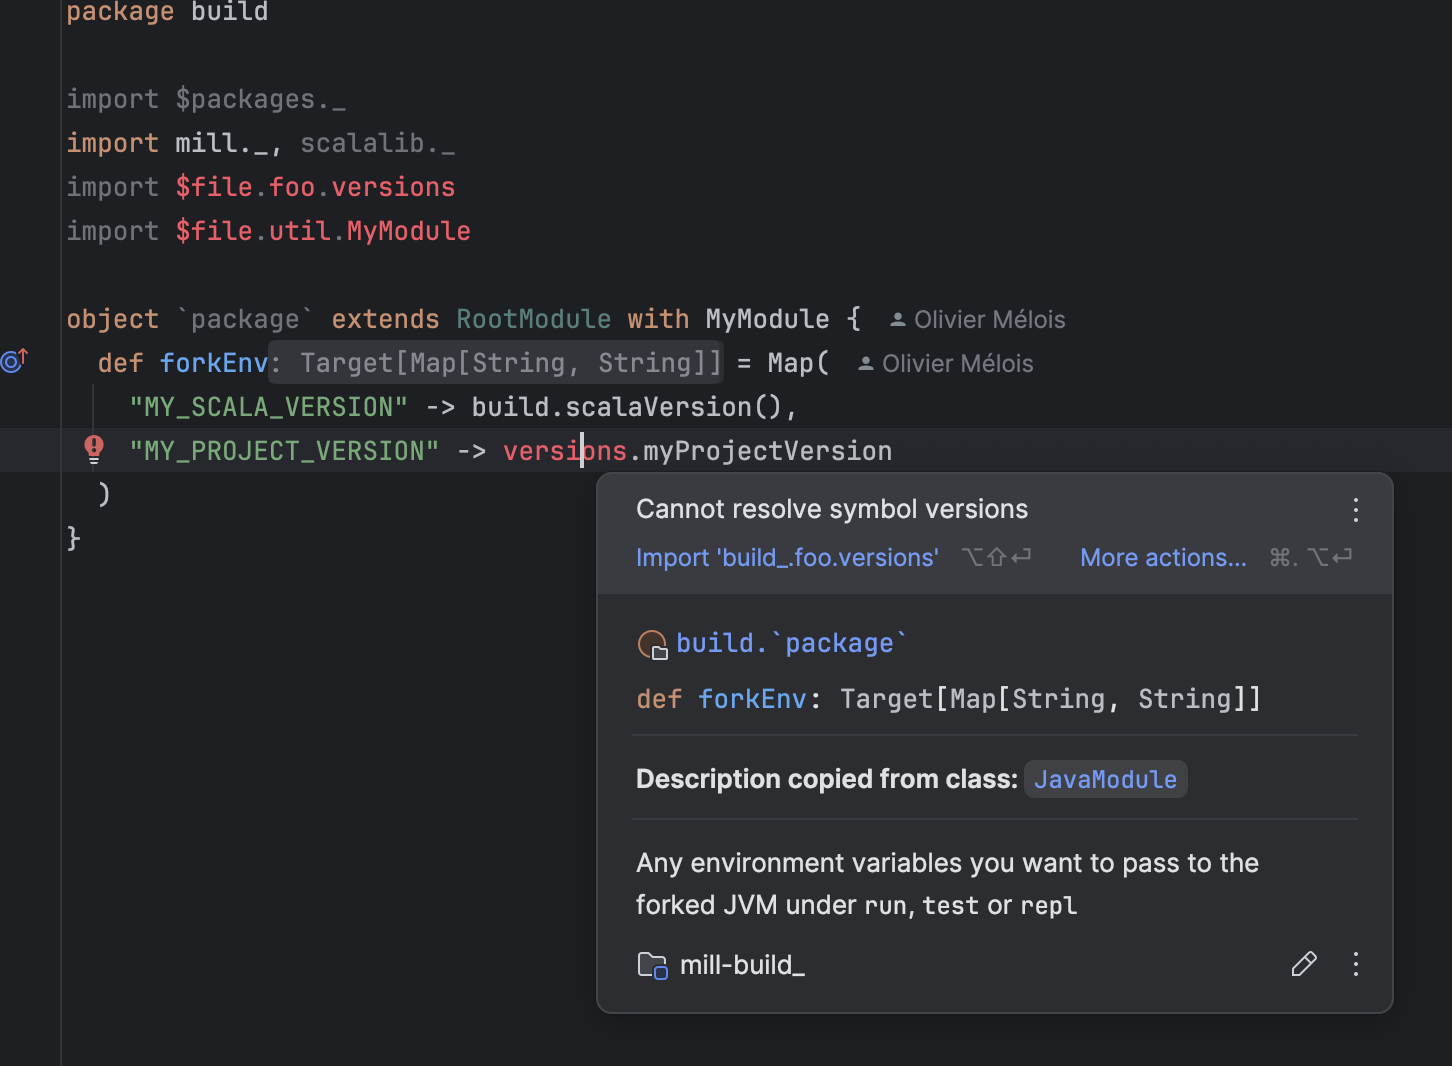 package build
import $packages._
import mill._, scalalib._
import $file.foo.versions
import $file.util.MyModule
object `package` extends RootModule with MyModule { Olivier Mélois
def forkEnv: Target[Map[String, String]] = Map( Olivier Mélois
"MY_SCALA_VERSION" -> build.scalaVersion(),
"MY_PROJECT_VERSION" -> versions.myProjectVersion
)
}
Cannot resolve symbol versions
Import 'build_.foo.versions' ⌥⇧⏎ More actions... ⌘. ⌥⏎
build.`package`
def forkEnv: Target[Map[String, String]]
Description copied from class: JavaModule
Any environment variables you want to pass to the
forked JVM under run, test or repl
mill-build_